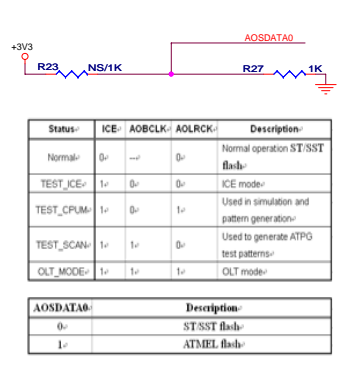 AOSDATA0
+3V3
R23 NS/1K
R27 1K
Status ICE AOBCLK AOLRCK Description
Normal 0 --- 0 Normal operation ST/SST
flash
TEST_ICE 1 0 0 ICE mode
TEST_CPUM 1 0 1 Used in simulation and
pattern generation
TEST_SCAN 1 1 0 Used to generate ATPG
test patterns
OLT_MODE 1 1 1 OLT mode
AOSDATA0 Description
0 ST/SST flash
1 ATMEL flash